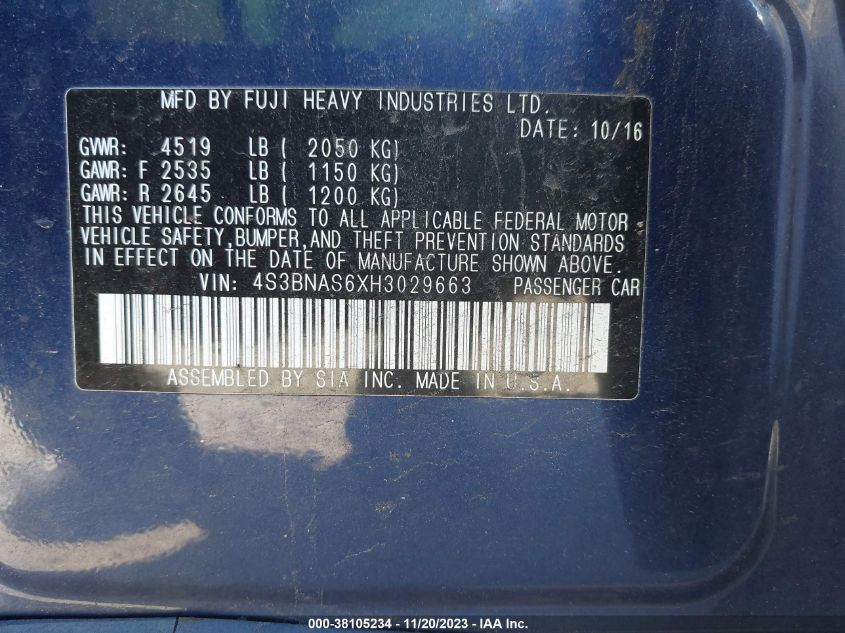 MFD BY FUJI HEAVY INDUSTRIES LTD.
DATE: 10/16
GVWR: 4519 LB ( 2050 KG)
GAWR: F 2535 LB ( 1150 KG)
GAWR: R 2645 LB ( 1200 KG)
THIS VEHICLE CONFORMS TO ALL APPLICABLE FEDERAL MOTOR
VEHICLE SAFETY, BUMPER, AND THEFT PREVENTION STANDARDS
IN EFFECT ON THE DATE OF MANUFACTURE SHOWN ABOVE.
VIN: 4S3BNAS6XH3029663 PASSENGER CAR
ASSEMBLED BY SIA INC. MADE IN U.S.A.
000-38105234 - 11/20/2023 - IAA Inc.